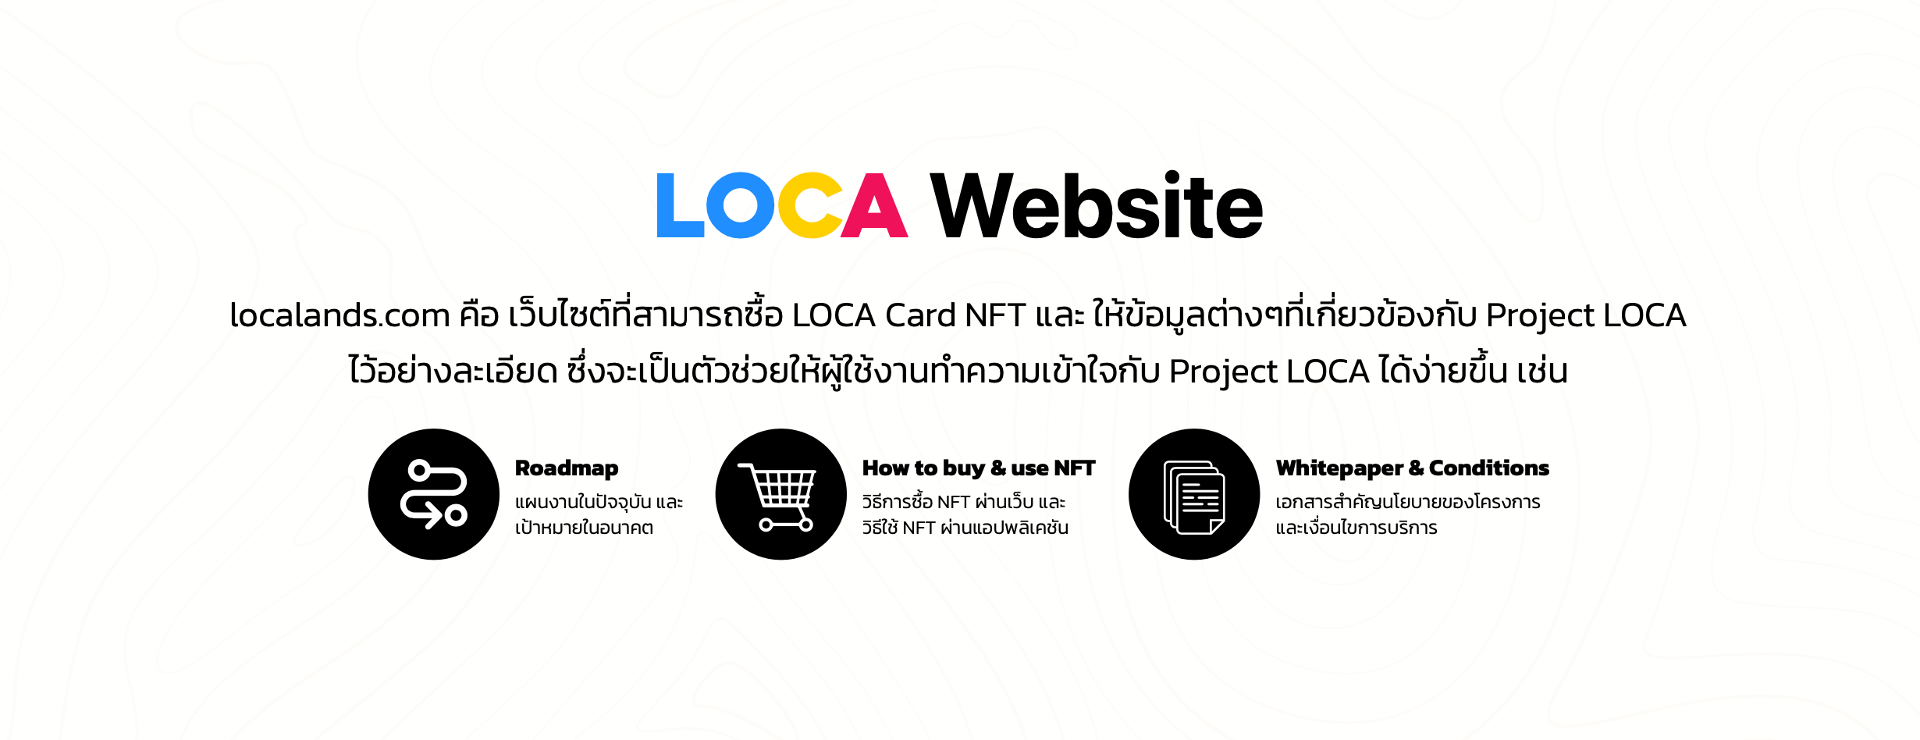 LOCA Website
localands.com คือ เว็บไซต์ที่สามารถซื้อ LOCA Card NFT และ ให้ข้อมูลต่างๆที่เกี่ยวข้องกับ Project LOCA
ไว้อย่างละเอียด ซึ่งจะเป็นตัวช่วยให้ผู้ใช้งานทำความเข้าใจกับ Project LOCA ได้ง่ายขึ้น เช่น
Roadmap
แผนงานในปัจจุบัน และ
เป้าหมายในอนาคต
How to buy & use NFT
วิธีการซื้อ NFT ผ่านเว็บ และ
วิธีใช้ NFT ผ่านแอปพลิเคชัน
Whitepaper & Conditions
เอกสารสำคัญนโยบายของโครงการ
และเงื่อนไขการบริการ